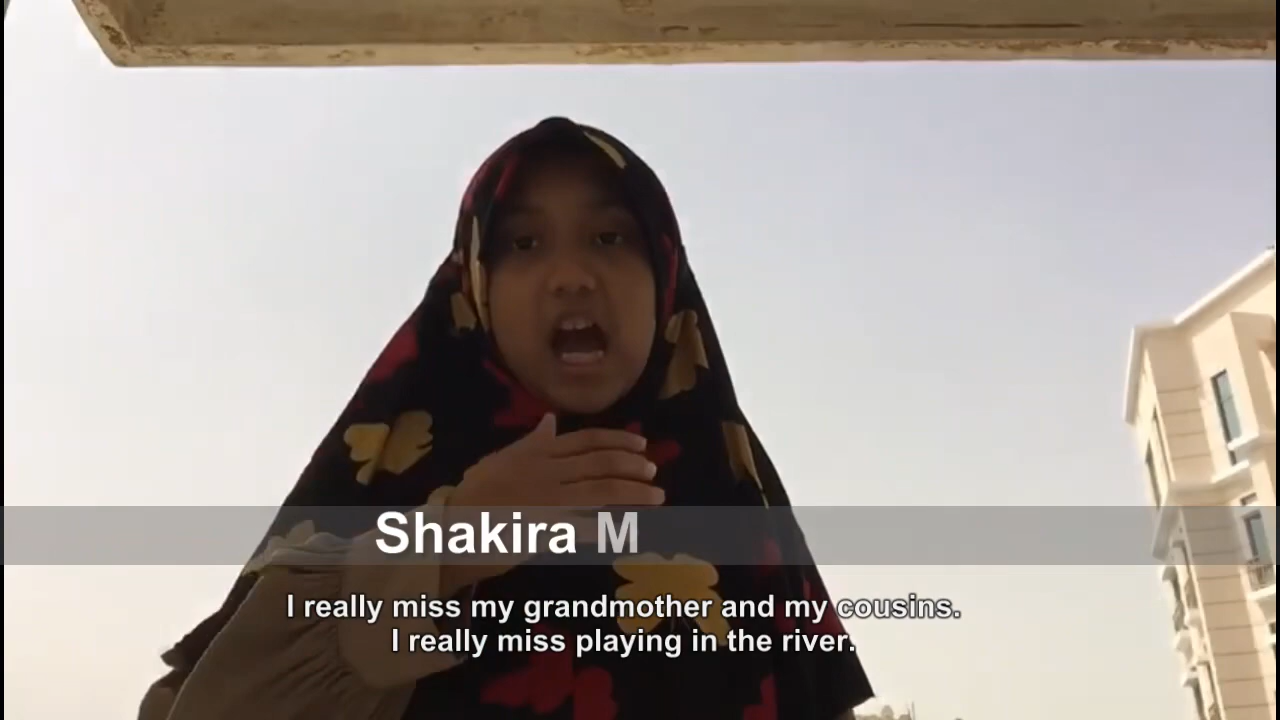 Shakira M
I really miss my grandmother and my cousins.
I really miss playing in the river.